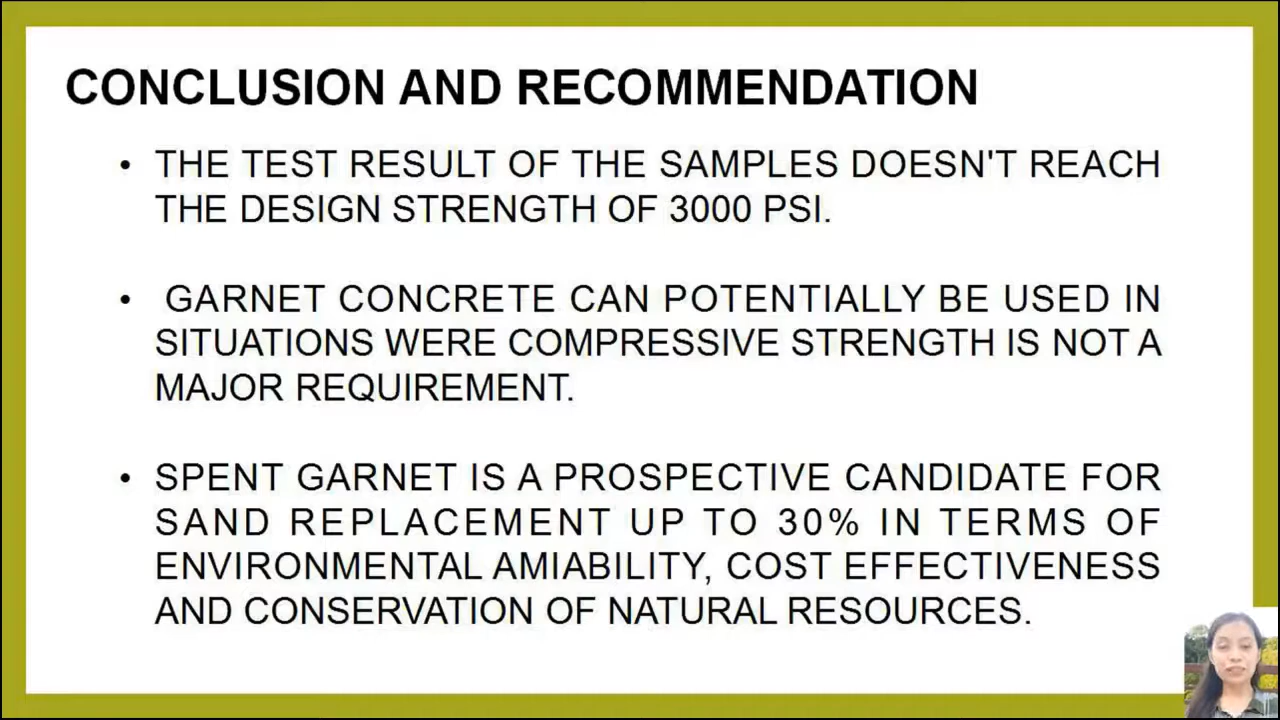 CONCLUSION AND RECOMMENDATION
• THE TEST RESULT OF THE SAMPLES DOESN'T REACH
THE DESIGN STRENGTH OF 3000 PSI.
• GARNET CONCRETE CAN POTENTIALLY BE USED IN
SITUATIONS WERE COMPRESSIVE STRENGTH IS NOT A
MAJOR REQUIREMENT.
• SPENT GARNET IS A PROSPECTIVE CANDIDATE FOR
SAND REPLACEMENT UP TO 30% IN TERMS OF
ENVIRONMENTAL AMIABILITY, COST EFFECTIVENESS
AND CONSERVATION OF NATURAL RESOURCES.